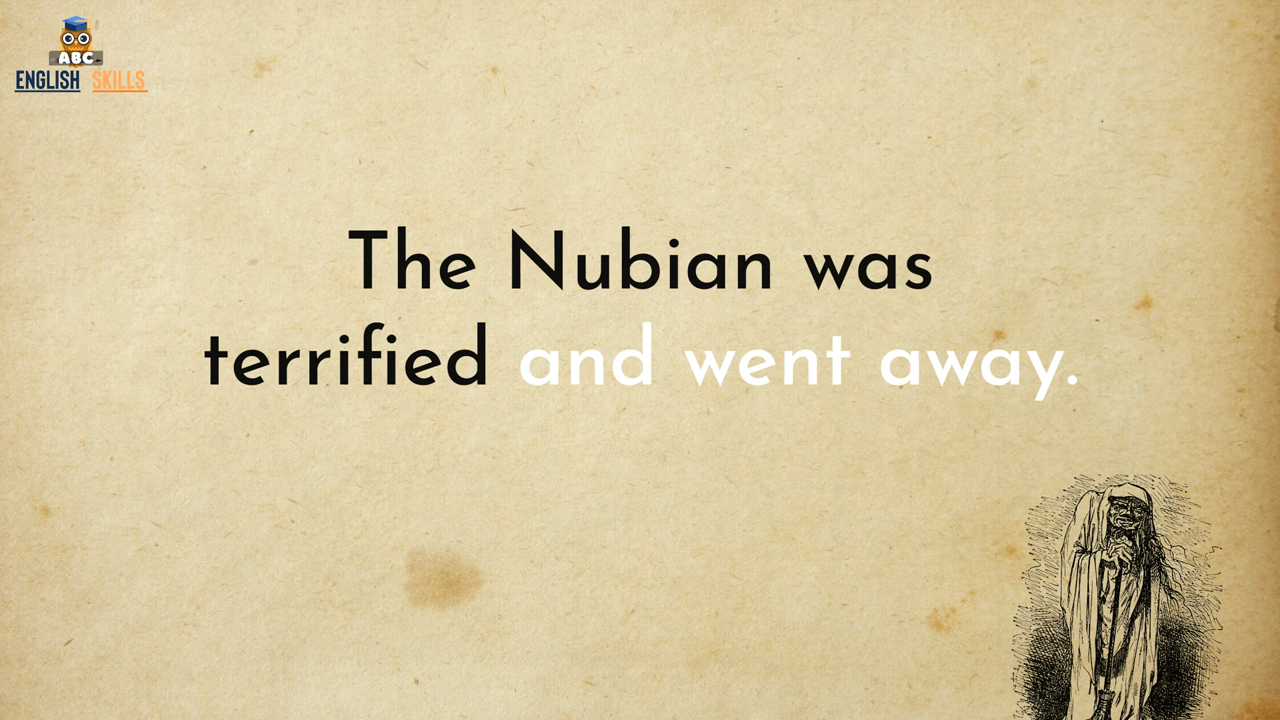 ABC
ENGLISH SKILLS
The Nubian was
terrified and went away.